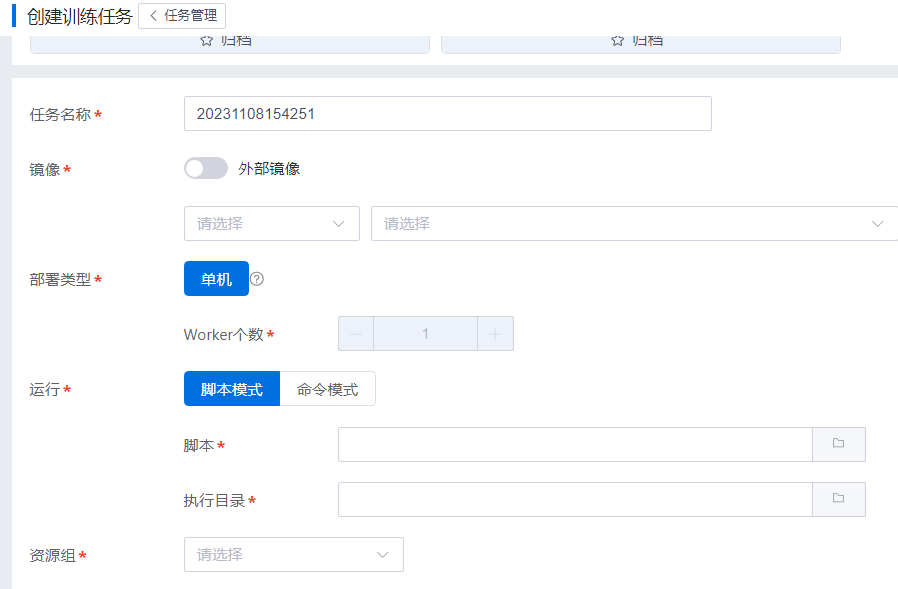 创建训练任务 < 任务管理
归档 归档
任务名称* 20231108154251
镜像* 外部镜像
请选择 请选择
部署类型* 单机 ?
Worker个数* - 1 +
运行* 脚本模式 命令模式
脚本*
执行目录*
资源组* 请选择